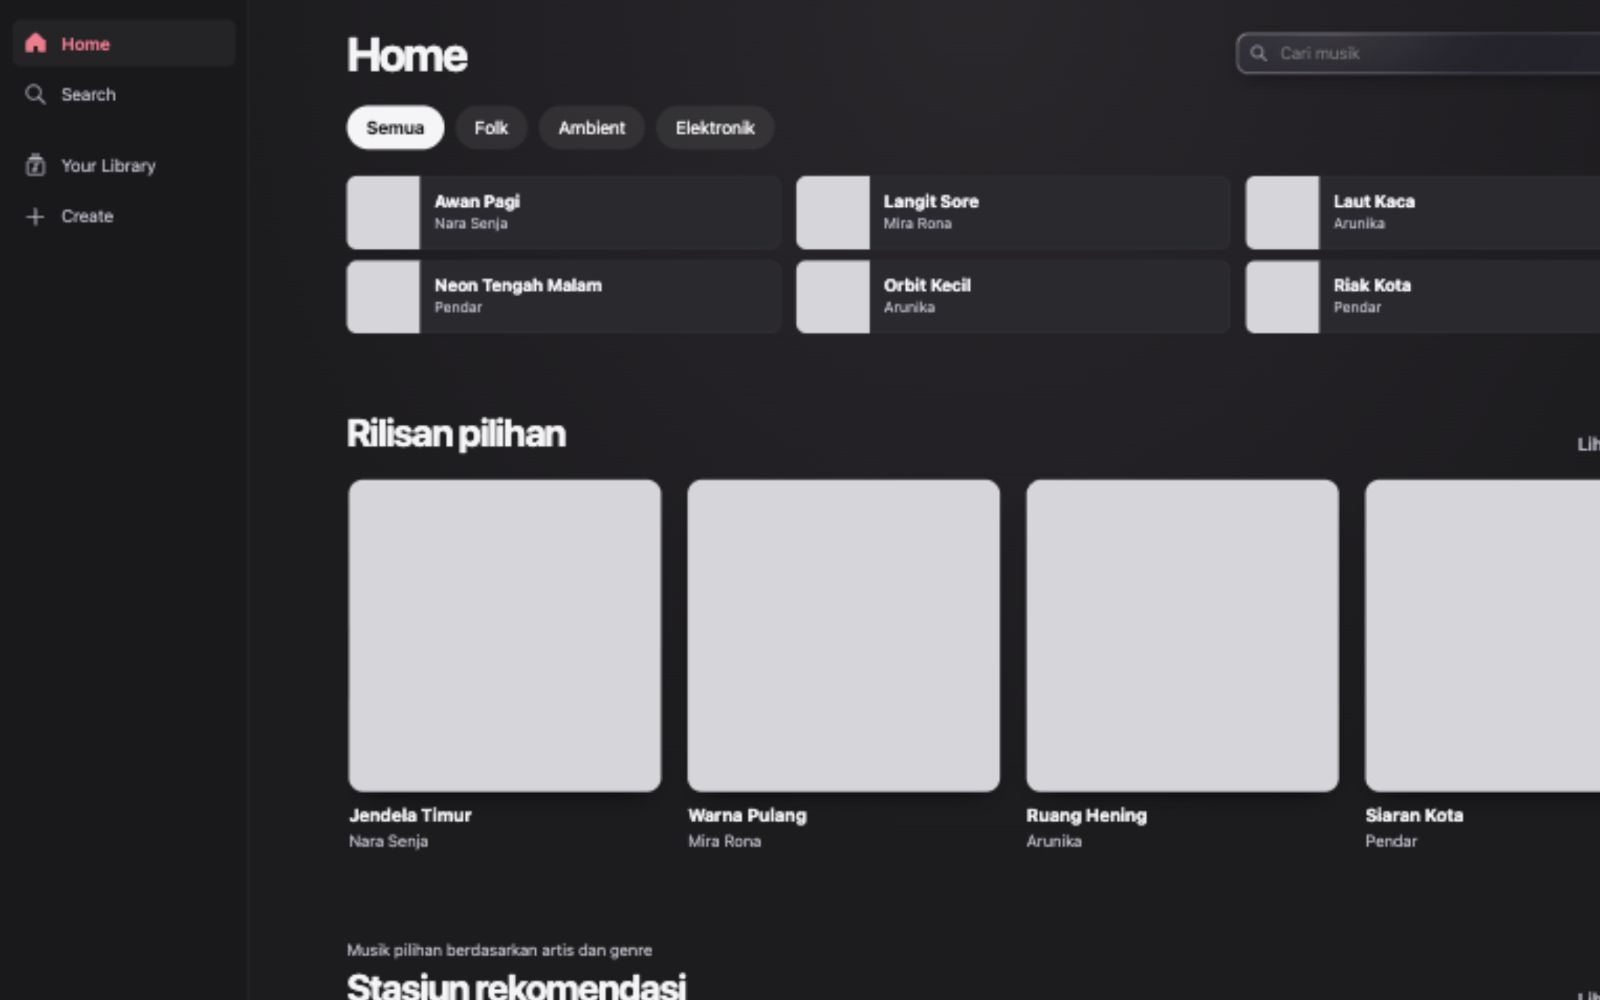 Home
Search
Your Library
Create
Home
Cari musik
Semua
Folk
Ambient
Elektronik
Awan Pagi
Nara Senja
Langit Sore
Mira Rona
Laut Kaca
Arunika
Neon Tengah Malam
Pendar
Orbit Kecil
Arunika
Riak Kota
Pendar
Rilisan pilihan
Jendela Timur
Nara Senja
Warna Pulang
Mira Rona
Ruang Hening
Arunika
Siaran Kota
Pendar
Musik pilihan berdasarkan artis dan genre
Stasiun rekomendasi